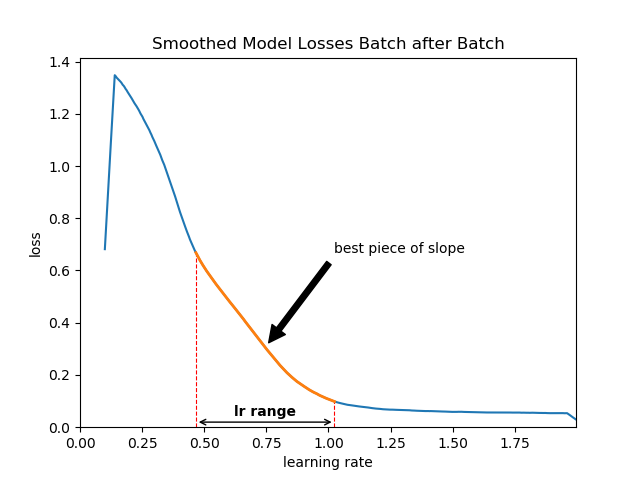 Smoothed Model Losses Batch after Batch
1.4
1.2
1.0
0.8
0.6
0.4
0.2
0.0
loss
best piece of slope
lr range
0.00 0.25 0.50 0.75 1.00 1.25 1.50 1.75
learning rate